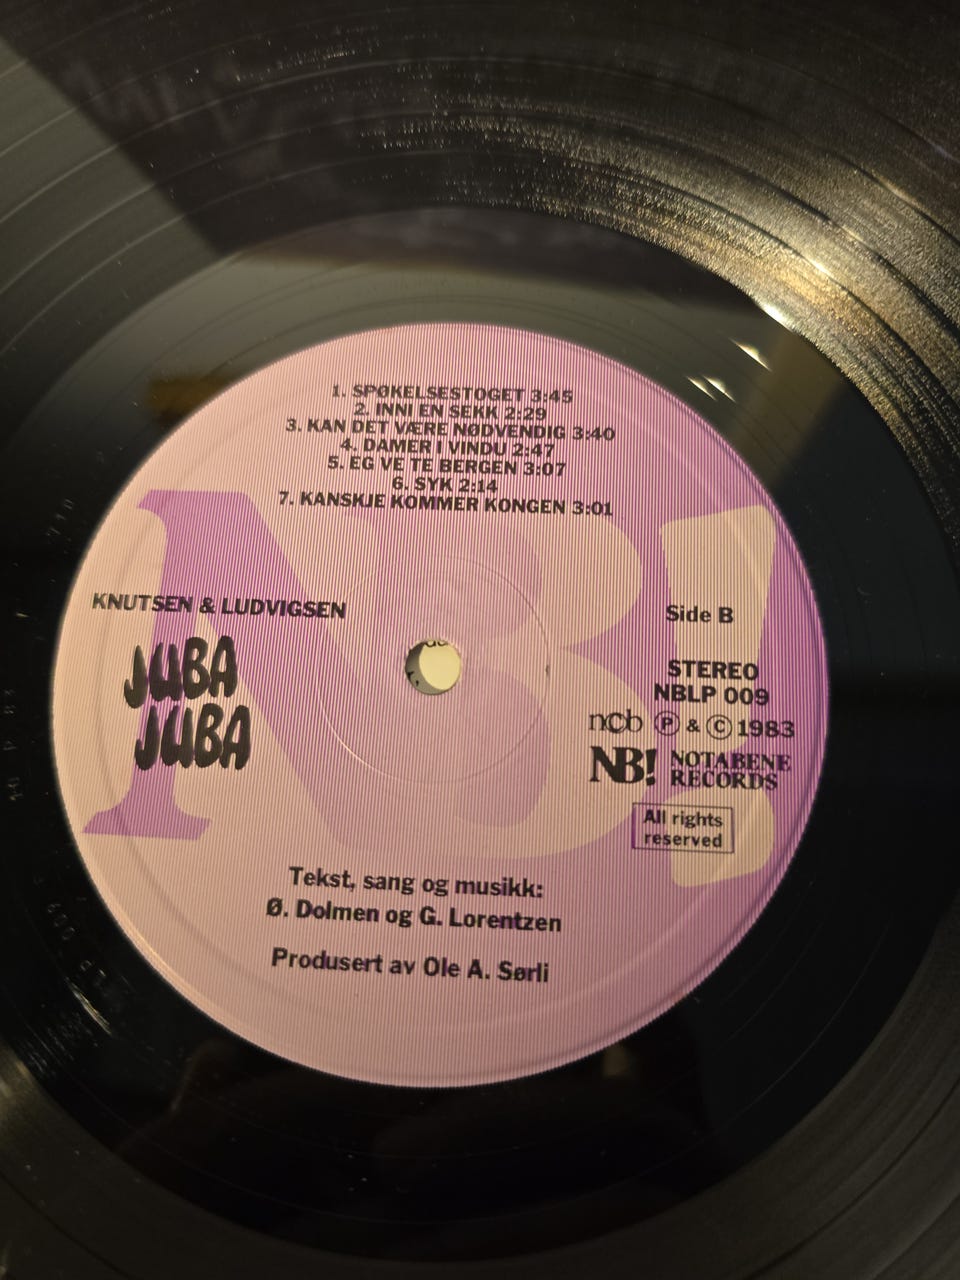 1. SPØKELSESTOGET 3:45
2. INNI EN SEKK 2:29
3. KAN DET VÆRE NØDVENDIG 3:40
4. DAMER I VINDU 2:47
5. EG VE TE BERGEN 3:07
6. SYK 2:14
7. KANSKJE KOMMER KONGEN 3:01
NB!
KNUTSEN & LUDVIGSEN
JUBA
JUBA
Side B
STEREO
NBLP 009
ncb Ⓟ & © 1983
NB! NOTABENE
RECORDS
All rights
reserved
Tekst, sang og musikk:
Ø. Dolmen og G. Lorentzen
Produsert av Ole A. Sørli